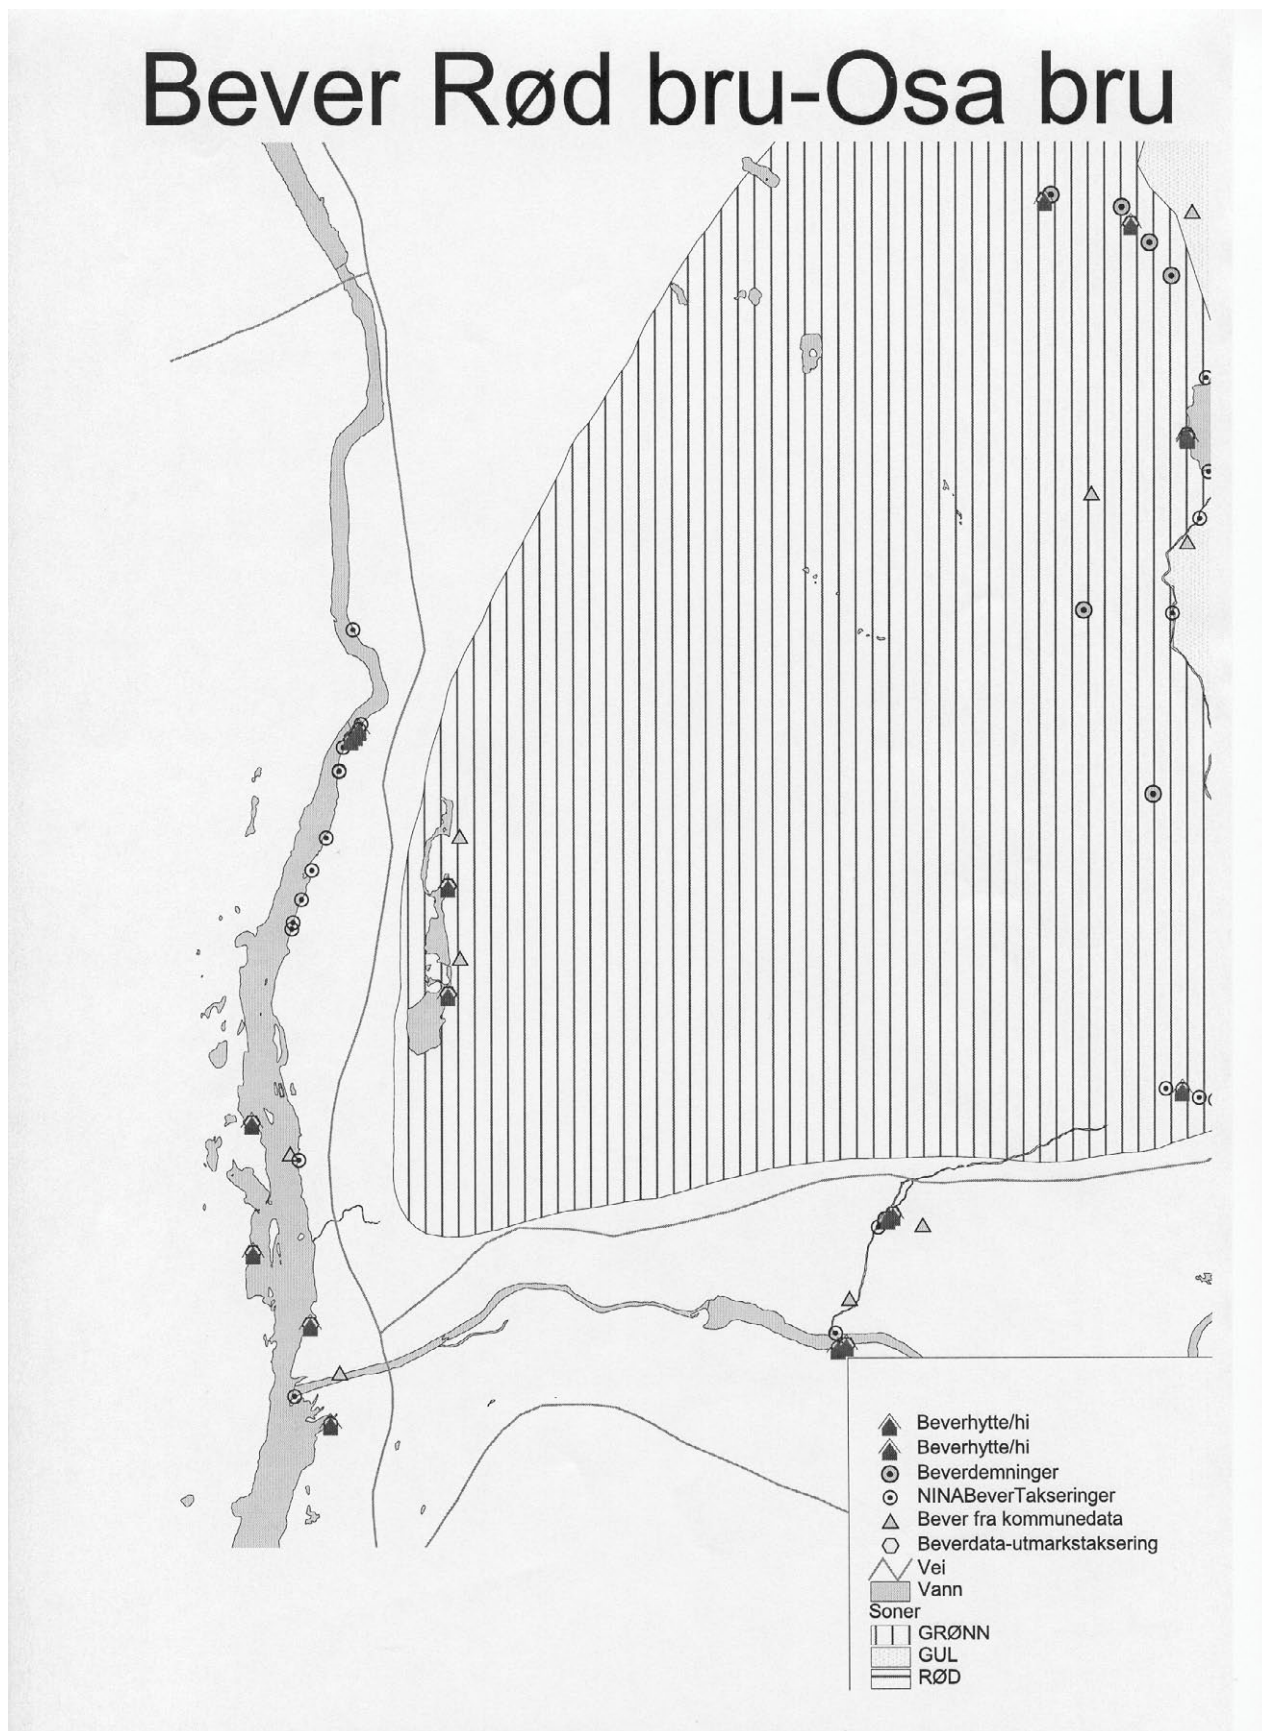 Bever Rød bru-Osa bru
Beverhytte/hi
Beverhytte/hi
Beverdemninger
NINABeverTakseringer
Bever fra kommunedata
Beverdata-utmarkstaksering
Vei
Vann
Soner
GRØNN
GUL
RØD